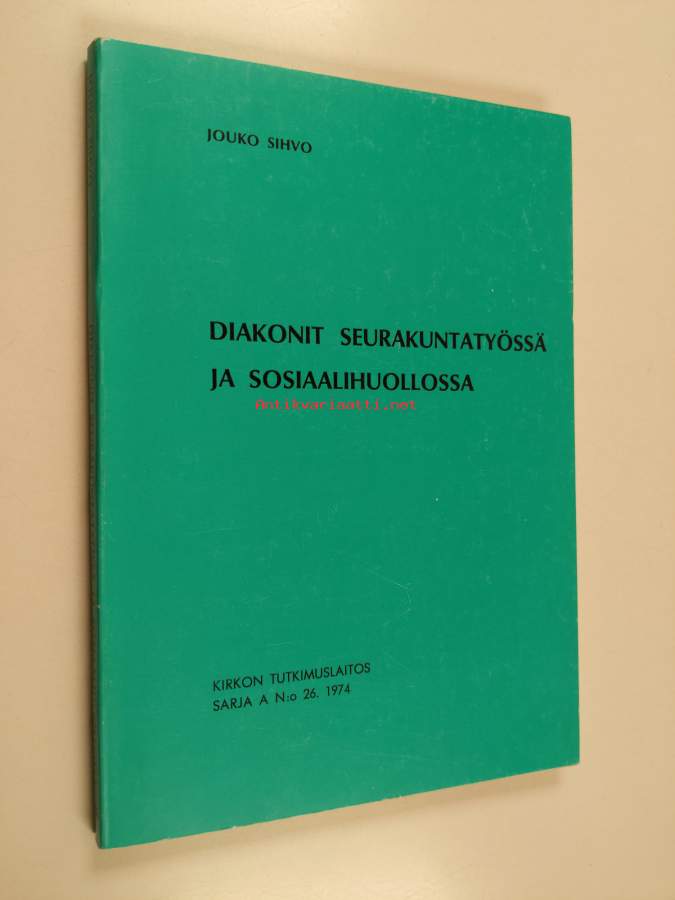 JOUKO SIHVO
DIAKONIT SEURAKUNTATYÖSSÄ
JA SOSIAALIHUOLLOSSA
Antikvariaatti.net
KIRKON TUTKIMUSLAITOS
SARJA A N:o 26. 1974